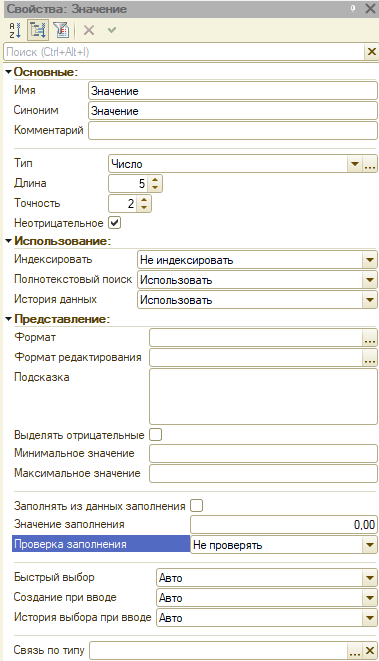 Свойства: Значение
Поиск (Ctrl+Alt+I)
Основные:
Имя Значение
Синоним Значение
Комментарий
Тип Число
Длина 5
Точность 2
Неотрицательное
Использование:
Индексировать Не индексировать
Полнотекстовый поиск Использовать
История данных Использовать
Представление:
Формат
Формат редактирования
Подсказка
Выделять отрицательные
Минимальное значение
Максимальное значение
Заполнять из данных заполнения
Значение заполнения 0,00
Проверка заполнения Не проверять
Быстрый выбор Авто
Создание при вводе Авто
История выбора при вводе Авто
Связь по типу